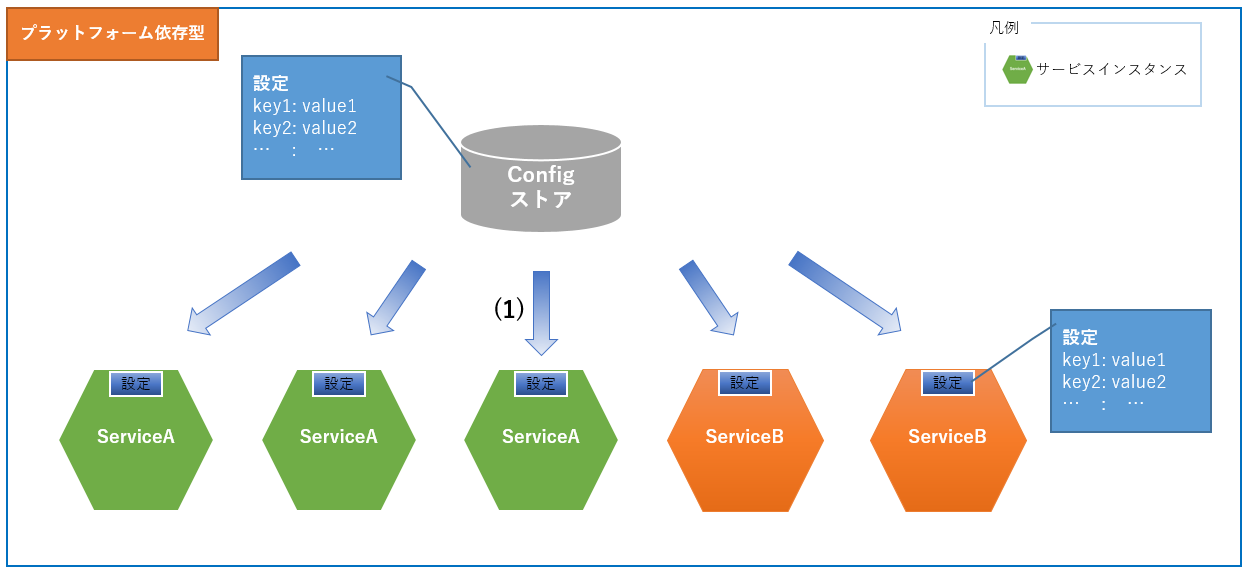 プラットフォーム依存型
凡例
ServiceA
サービスインスタンス
設定
key1: value1
key2: value2
… : …
Config
ストア
(1)
設定
key1: value1
key2: value2
… : …
設定
設定
設定
設定
設定
ServiceA
ServiceA
ServiceA
ServiceB
ServiceB